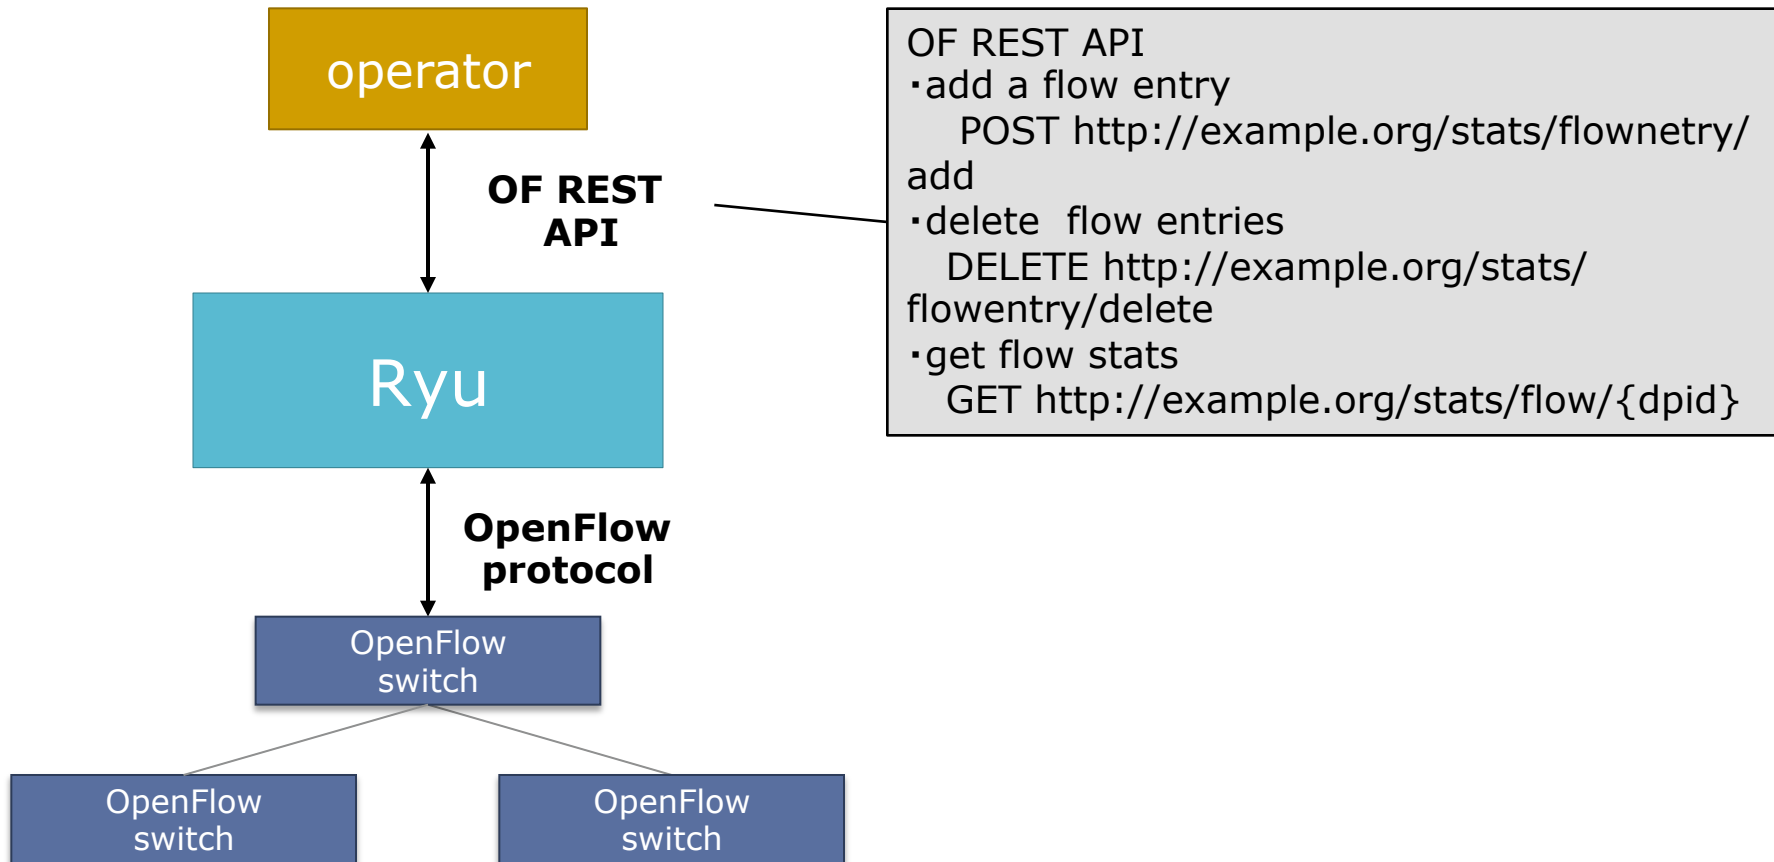 operator
OF REST
API
Ryu
OpenFlow
protocol
OpenFlow
switch
OpenFlow
switch
OpenFlow
switch
OF REST API
･add a flow entry
POST http://example.org/stats/flownetry/
add
･delete  flow entries
DELETE http://example.org/stats/
flowentry/delete
･get flow stats
GET http://example.org/stats/flow/{dpid}